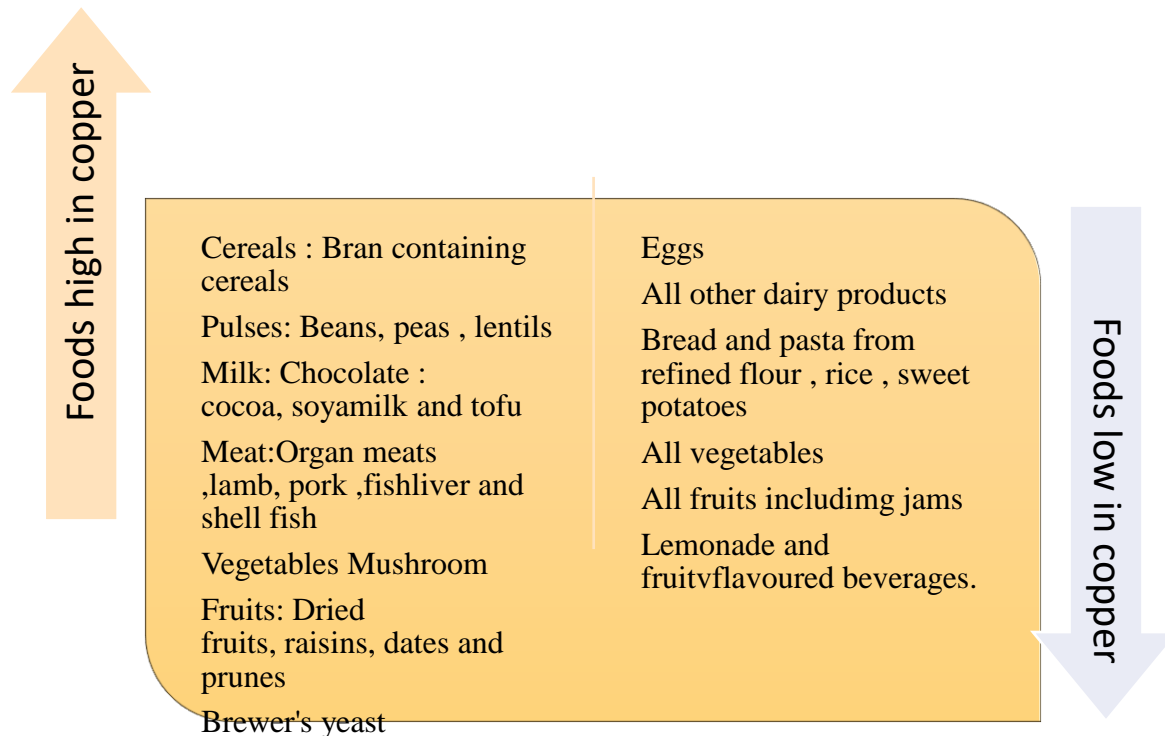 Foods high in copper
Cereals : Bran containing
cereals
Pulses: Beans, peas , lentils
Milk: Chocolate :
cocoa, soyamilk and tofu
Meat:Organ meats
,lamb, pork ,fishliver and
shell fish
Vegetables Mushroom
Fruits: Dried
fruits, raisins, dates and
prunes
Brewer's yeast
Eggs
All other dairy products
Bread and pasta from
refined flour , rice , sweet
potatoes
All vegetables
All fruits includimg jams
Lemonade and
fruitvflavoured beverages.
Foods low in copper